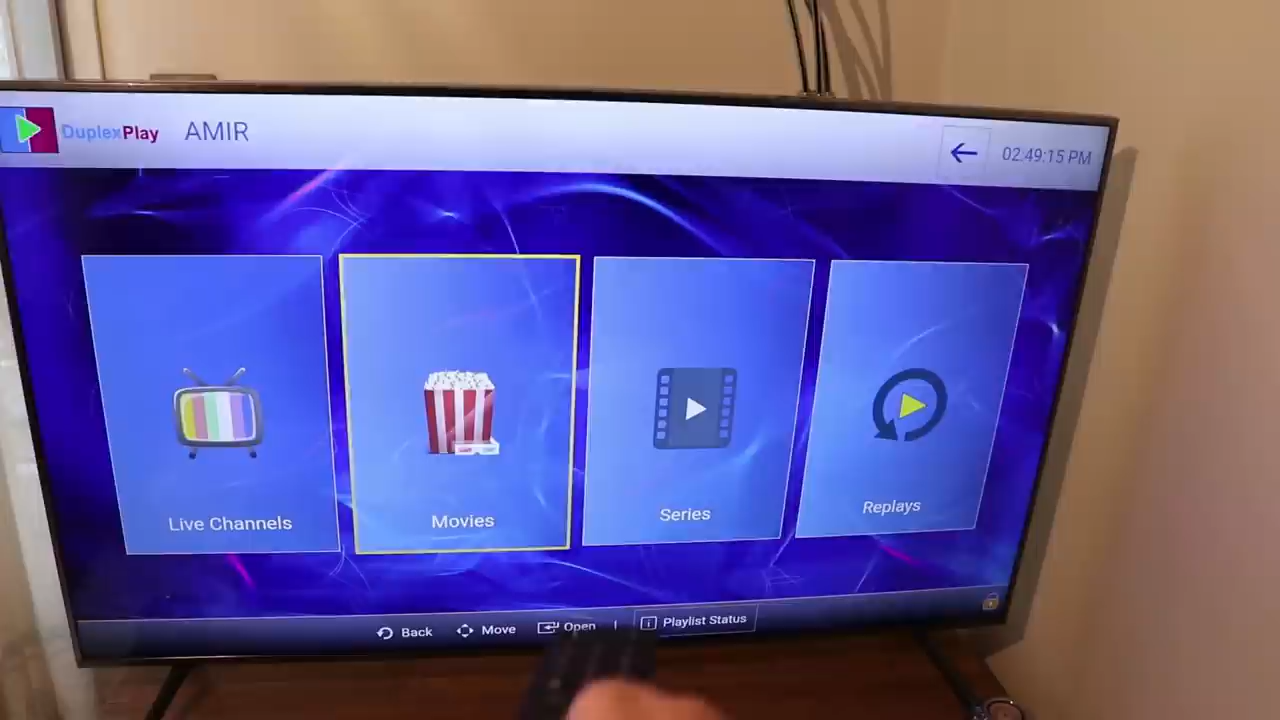 DuplexPlay AMIR 02:49:15 PM
Live Channels
Movies
Series
Replays
Back Move Open | i Playlist Status